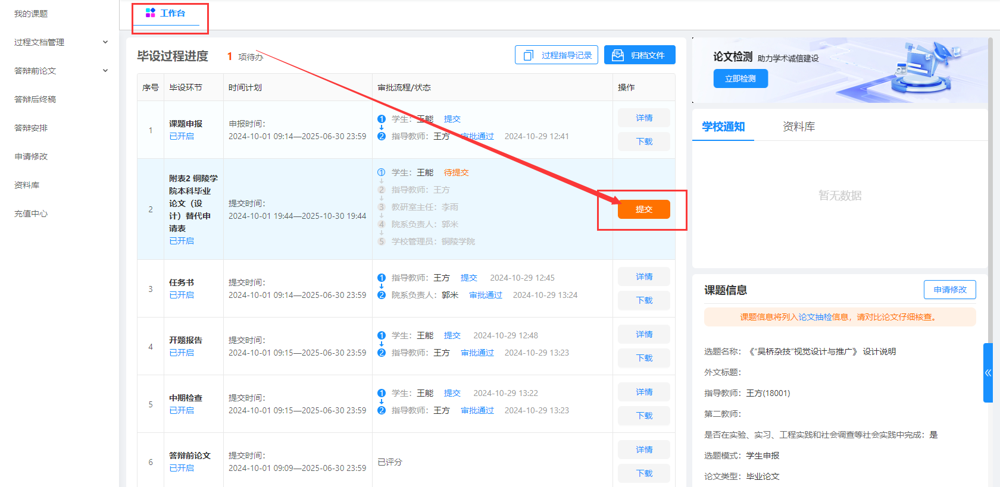 我的课题
过程文档管理
答辩前论文
答辩后终稿
答辩安排
申请修改
资料库
充值中心
工作台
毕设过程进度 1 项待办 过程指导记录 归档文件
序号 毕设环节 时间计划 审批流程/状态 操作
1 课题申报 已开启
申报时间：
2024-10-01 09:14—2025-06-30 23:59
1 学生：王能 提交
2 指导教师：王方 审批通过 2024-10-29 12:41
详情
下载
2
附表2 铜陵学
院本科毕业
论文（设
计）替代申
请表
已开启
提交时间：
2024-10-01 19:44—2025-10-30 19:44
1 学生：王能 待提交
2 指导教师：王方
3 教研室主任：李雨
4 院系负责人：郭米
5 学校管理员：铜陵学院
提交
3 任务书 已开启
提交时间：
2024-10-01 09:14—2025-06-30 23:59
1 指导教师：王方 提交 2024-10-29 12:45
2 院系负责人：郭米 审批通过 2024-10-29 13:24
详情
下载
4 开题报告 已开启
提交时间：
2024-10-01 09:15—2025-06-30 23:59
1 学生：王能 提交 2024-10-29 12:48
2 指导教师：王方 审批通过 2024-10-29 13:23
详情
下载
5 中期检查 已开启
提交时间：
2024-10-01 09:15—2025-06-30 23:59
1 学生：王能 提交 2024-10-29 13:22
2 指导教师：王方 审批通过 2024-10-29 13:23
详情
下载
6 答辩前论文 已开启
提交时间：
2024-10-01 09:09—2025-06-30 23:59
已评分
详情
下载
论文检测 助力学术诚信建设
立即检测
学校通知 资料库
暂无数据
课题信息 申请修改
课题信息将列入论文抽检信息，请对比论文仔细核查。
选题名称：《“吴桥杂技”视觉设计与推广》 设计说明
外文标题：
指导教师：王方(18001)
第二教师：
是否在实验、实习、工程实践和社会调查等社会实践中完成：是
选题模式：学生申报
论文类型：毕业论文